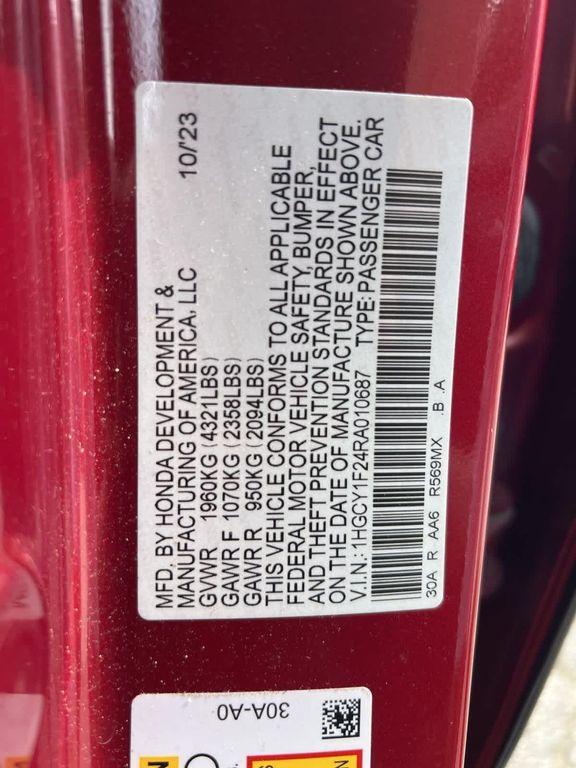 MFD. BY HONDA DEVELOPMENT & 10/'23
MANUFACTURING OF AMERICA, LLC
GVWR 1960KG (4321LBS)
GAWR F 1070KG (2358LBS)
GAWR R 950KG (2094LBS)
THIS VEHICLE CONFORMS TO ALL APPLICABLE
FEDERAL MOTOR VEHICLE SAFETY, BUMPER,
AND THEFT PREVENTION STANDARDS IN EFFECT
ON THE DATE OF MANUFACTURE SHOWN ABOVE.
V.I.N.: 1HGCY1F24RA010687 TYPE: PASSENGER CAR
30A R AA6 R569MX .B .A
30A-A0